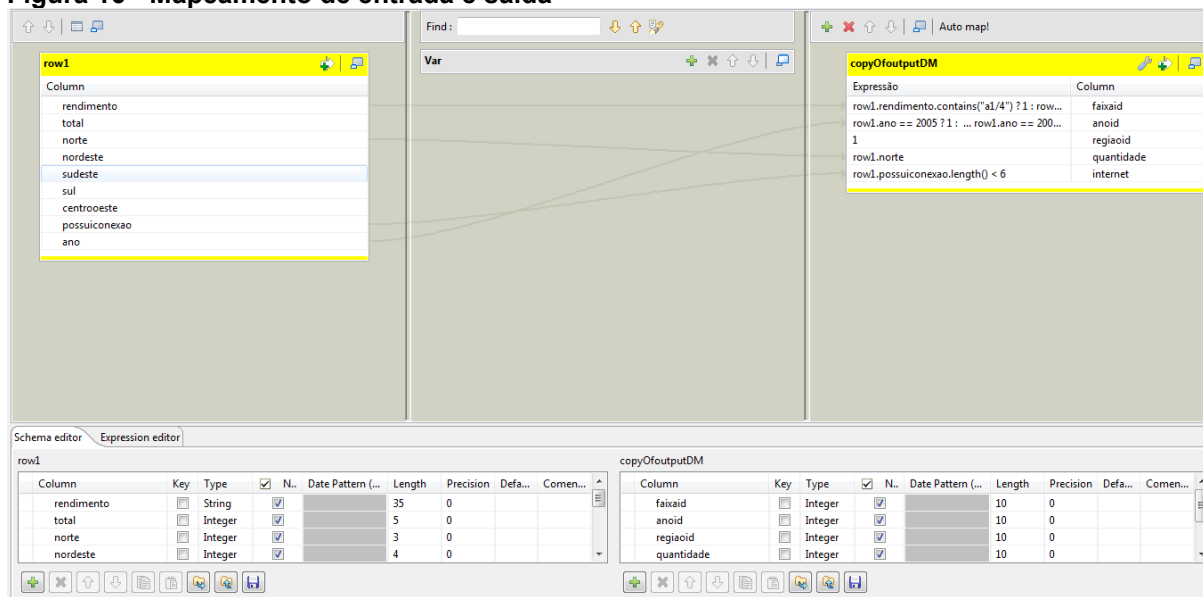 Figura 16 - Mapeamento de entrada e saída
Find :
Auto map!
row1
Column
rendimento
total
norte
nordeste
sudeste
sul
centrooeste
possuiconexao
ano
Var
copyOfoutputDM
Expressão Column
row1.rendimento.contains("a1/4") ? 1 : row... faixaid
row1.ano == 2005 ? 1 : ... row1.ano == 200... anoid
1 regiaoid
row1.norte quantidade
row1.possuiconexao.length() < 6 internet
Schema editor Expression editor
row1
Column Key Type N.. Date Pattern (... Length Precision Defa... Comen...
rendimento String 35 0
total Integer 5 0
norte Integer 3 0
nordeste Integer 4 0
copyOfoutputDM
Column Key Type N.. Date Pattern (... Length Precision Defa... Comen...
faixaid Integer 10 0
anoid Integer 10 0
regiaoid Integer 10 0
quantidade Integer 10 0